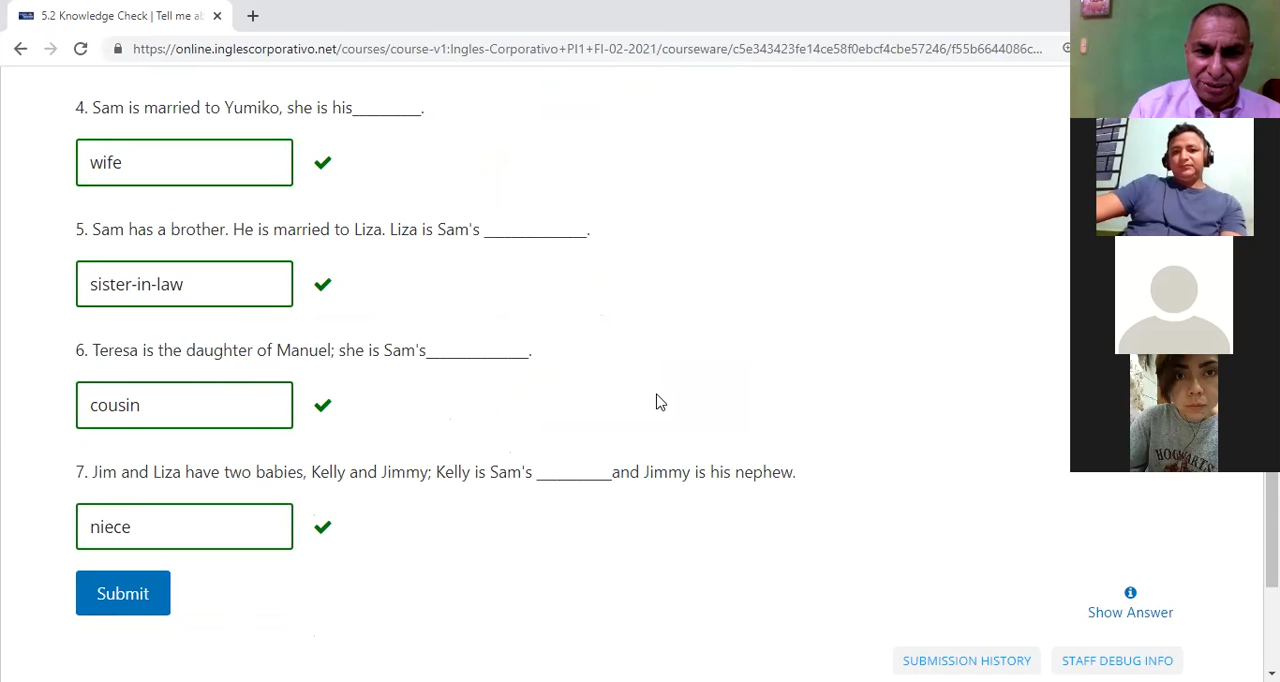 5.2 Knowledge Check | Tell me ab
https://online.inglescorporativo.net/courses/course-v1:Ingles-Corporativo+PI1+FI-02-2021/courseware/c5e343423fe14ce58f0ebcf4cbe57246/f55b6644086c...
4. Sam is married to Yumiko, she is his________.
wife
5. Sam has a brother. He is married to Liza. Liza is Sam's ____________.
sister-in-law
6. Teresa is the daughter of Manuel; she is Sam's____________.
cousin
7. Jim and Liza have two babies, Kelly and Jimmy; Kelly is Sam's _________and Jimmy is his nephew.
niece
Submit
Show Answer
SUBMISSION HISTORY STAFF DEBUG INFO
HOGWARTS